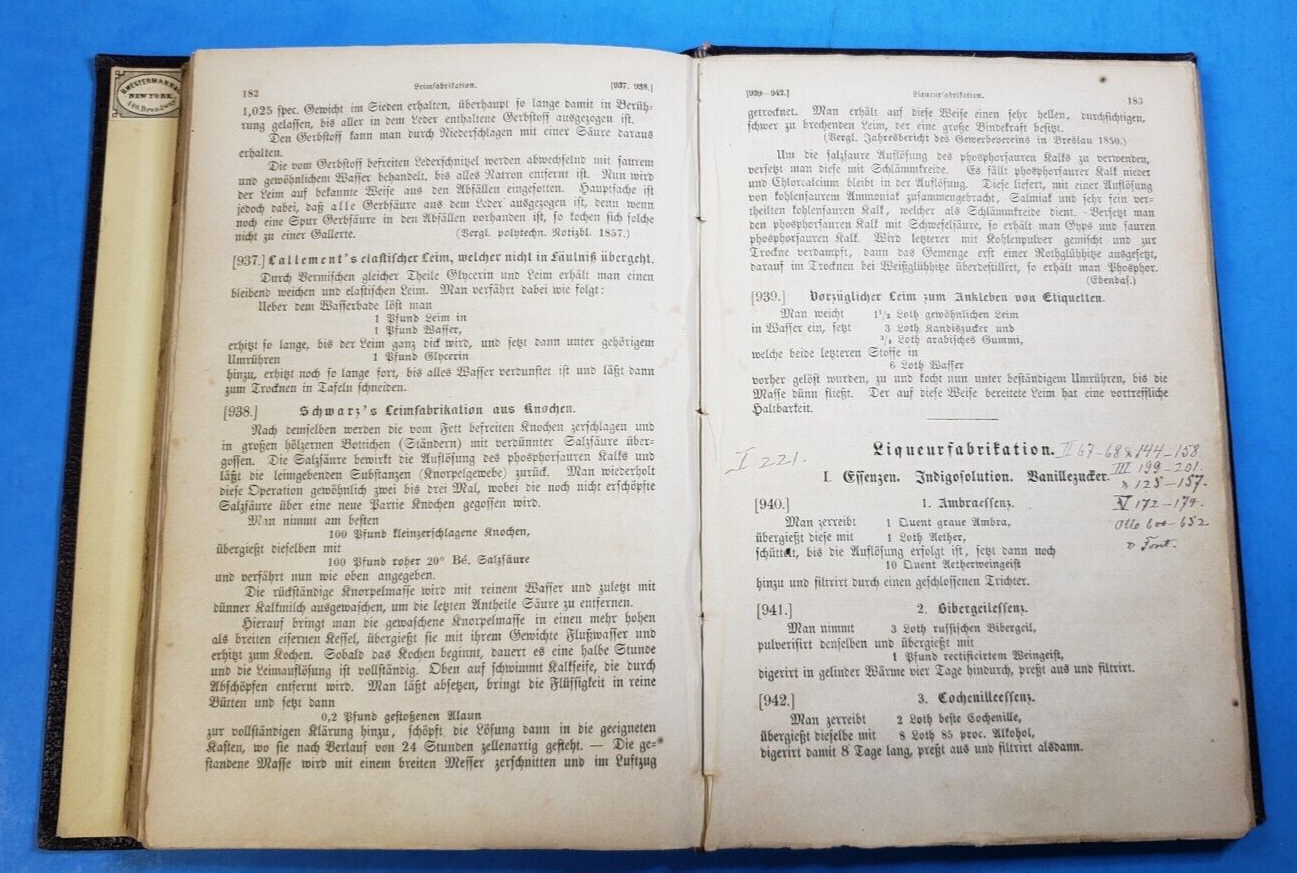 B. WESTERMANN &
NEW YORK.
440 Broadway
182
Leimfabrikation.
[937. 938.]
1,025 spec. Gewicht im Sieden erhalten, überhaupt so lange damit in Berüh-
rung gelassen, bis aller in dem Leder enthaltene Gerbstoff ausgezogen ist.
Den Gerbstoff kann man durch Niederschlagen mit einer Säure daraus
erhalten.
Die vom Gerbstoff befreiten Lederschnitzel werden abwechselnd mit saurem
und gewöhnlichem Wasser behandelt, bis alles Natron entfernt ist. Nun wird
der Leim auf bekannte Weise aus den Abfällen eingesotten. Hauptsache ist
jedoch dabei, daß alle Gerbsäure aus dem Leder ausgezogen ist, denn wenn
noch eine Spur Gerbsäure in den Abfällen vorhanden ist, so kochen sich solche
nicht zu einer Gallerte. (Vergl. polytechn. Notizbl. 1857.)
[937.] Lallement's elastischer Leim, welcher nicht in Fäulniß übergeht.
Durch Vermischen gleicher Theile Glycerin und Leim erhält man einen
bleibend weichen und elastischen Leim. Man verfährt dabei wie folgt:
Ueber dem Wasserbade löst man
1 Pfund Leim in
1 Pfund Wasser,
erhitzt so lange, bis der Leim ganz dick wird, und setzt dann unter gehörigem
Umrühren 1 Pfund Glycerin
hinzu, erhitzt noch so lange fort, bis alles Wasser verdunstet ist und läßt dann
zum Trocknen in Tafeln schneiden.
[938.] Schwarz's Leimfabrikation aus Knochen.
Nach demselben werden die vom Fett befreiten Knochen zerschlagen und
in großen hölzernen Bottichen (Ständern) mit verdünnter Salzsäure über-
gossen. Die Salzsäure bewirkt die Auflösung des phosphorsauren Kalks und
läßt die leimgebenden Substanzen (Knorpelgewebe) zurück. Man wiederholt
diese Operation gewöhnlich zwei bis drei Mal, wobei die noch nicht erschöpfte
Salzsäure über eine neue Partie Knochen gegossen wird.
Man nimmt am besten
100 Pfund kleinzerschlagene Knochen,
übergießt dieselben mit
100 Pfund roher 20° Bé. Salzsäure
und verfährt nun wie oben angegeben.
Die rückständige Knorpelmasse wird mit reinem Wasser und zuletzt mit
dünner Kalkmilch ausgewaschen, um die letzten Antheile Säure zu entfernen.
Hierauf bringt man die gewaschene Knorpelmasse in einen mehr hohen
als breiten eisernen Kessel, übergießt sie mit ihrem Gewichte Flußwasser und
erhitzt zum Kochen. Sobald das Kochen beginnt, dauert es eine halbe Stunde
und die Leimauflösung ist vollständig. Oben auf schwimmt Kalkseife, die durch
Abschöpfen entfernt wird. Man läßt absetzen, bringt die Flüssigkeit in reine
Bütten und setzt dann
0,2 Pfund gestoßenen Alaun
zur vollständigen Klärung hinzu, schöpft die Lösung dann in die geeigneten
Kasten, wo sie nach Verlauf von 24 Stunden zellenartig gesteht. — Die ge-
standene Masse wird mit einem breiten Messer zerschnitten und im Luftzug
[939—942.]
Liqueurfabrikation.
183
getrocknet. Man erhält auf diese Weise einen sehr hellen, durchsichtigen,
schwer zu brechenden Leim, der eine große Bindekraft besitzt.
(Vergl. Jahresbericht des Gewerbevereins in Breslau 1850.)
Um die salzsaure Auflösung des phosphorsauren Kalks zu verwenden,
versetzt man diese mit Schlämmkreide. Es fällt phosphorsaurer Kalk nieder
und Chlorcalcium bleibt in der Auflösung. Diese liefert, mit einer Auflösung
von kohlensaurem Ammoniak zusammengebracht, Salmiak und sehr fein ver-
theilten kohlensauren Kalk, welcher als Schlämmkreide dient. Versetzt man
den phosphorsauren Kalk mit Schwefelsäure, so erhält man Gyps und sauren
phosphorsauren Kalk. Wird letzterer mit Kohlenpulver gemischt und zur
Trockne verdampft, dann das Gemenge erst einer Rothglühhitze ausgesetzt,
darauf im Trocknen bei Weißglühhitze überdestillirt, so erhält man Phosphor.
(Ebendas.)
[939.] Vorzüglicher Leim zum Ankleben von Etiquetten.
Man weicht 1½ Loth gewöhnlichen Leim
in Wasser ein, setzt 3 Loth Kandiszucker und
¾ Loth arabisches Gummi,
welche beide letzteren Stoffe in
6 Loth Wasser
vorher gelöst wurden, zu und kocht nun unter beständigem Umrühren, bis die
Masse dünn fließt. Der auf diese Weise bereitete Leim hat eine vortreffliche
Haltbarkeit.
Liqueurfabrikation. II 67-68 & 144-158.
I 221.
III 199-201.
I. Essenzen. Indigosolution. Vanillezucker.
» 125-157.
V 172-174.
Otto 600-652
[940.] 1. Ambraessenz.
Man zerreibt 1 Quent graue Ambra,
übergießt diese mit 1 Loth Aether,
schüttelt, bis die Auflösung erfolgt ist, setzt dann noch
10 Quent Aetherweingeist
hinzu und filtrirt durch einen geschlossenen Trichter.
[941.] 2. Bibergeilessenz.
Man nimmt 3 Loth russischen Bibergeil,
pulverisirt denselben und übergießt mit
1 Pfund rectificirtem Weingeist,
digerirt in gelinder Wärme vier Tage hindurch, preßt aus und filtrirt.
[942.] 3. Cochenilleessenz.
Man zerreibt 2 Loth beste Cochenille,
übergießt dieselbe mit 8 Loth 85 proc. Alkohol,
digerirt damit 8 Tage lang, preßt aus und filtrirt alsdann.